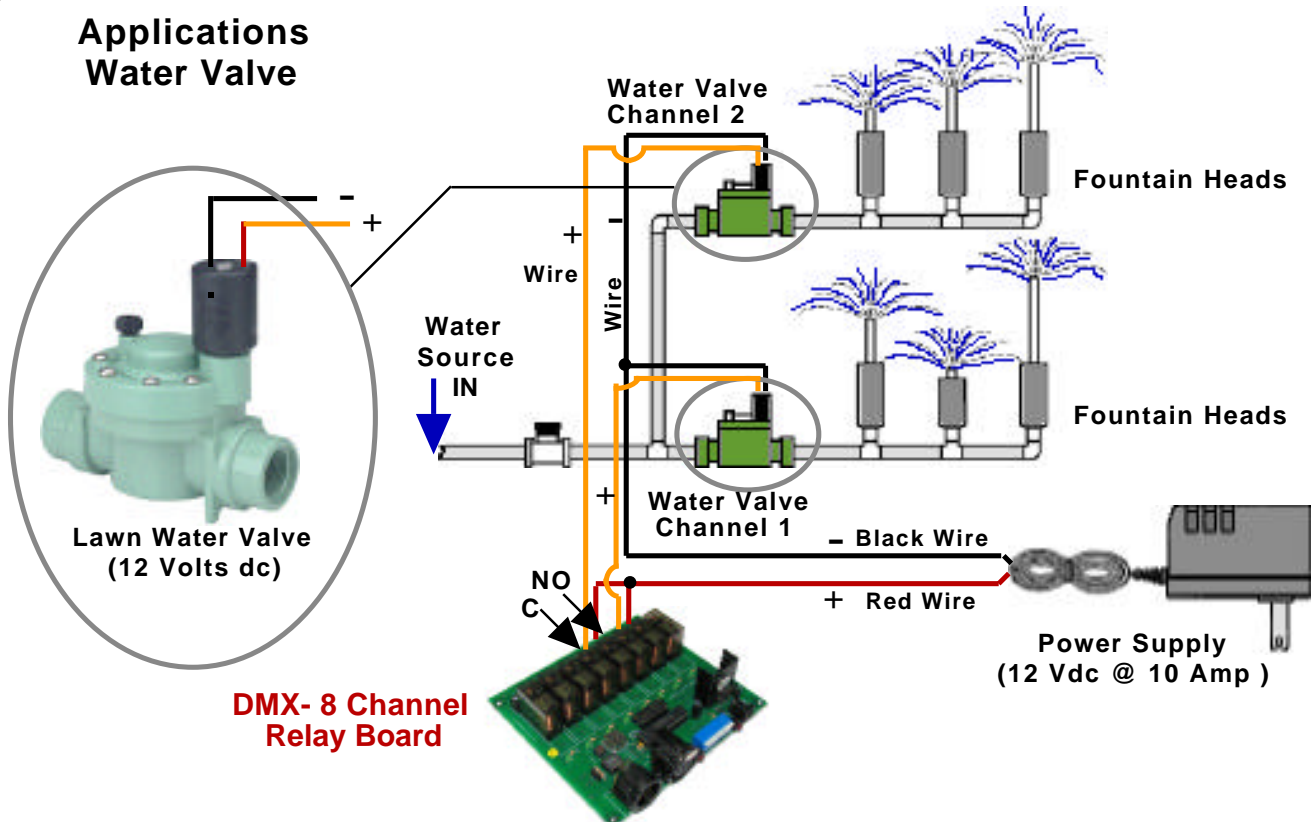 Applications
Water Valve
Water Valve
Channel 2
Fountain Heads
-
+
+
-
Wire
Wire
Water
Source
IN
Fountain Heads
+
Water Valve
Channel 1
Lawn Water Valve
(12 Volts dc)
- Black Wire
NO
C
+ Red Wire
Power Supply
(12 Vdc @ 10 Amp )
DMX- 8 Channel
Relay Board